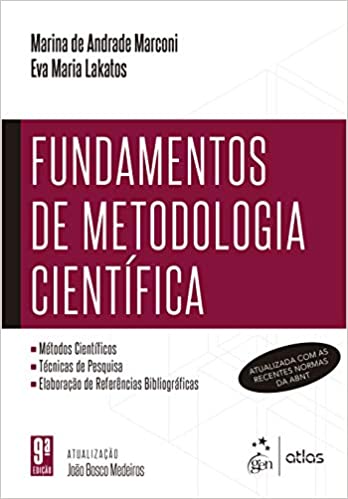 Marina de Andrade Marconi
Eva Maria Lakatos
FUNDAMENTOS
DE METODOLOGIA
CIENTÍFICA
Métodos Científicos
Técnicas de Pesquisa
Elaboração de Referências Bibliográficas
ATUALIZADA COM AS
RECENTES NORMAS
DA ABNT
9ª
EDIÇÃO
ATUALIZAÇÃO
João Bosco Medeiros
gen
atlas